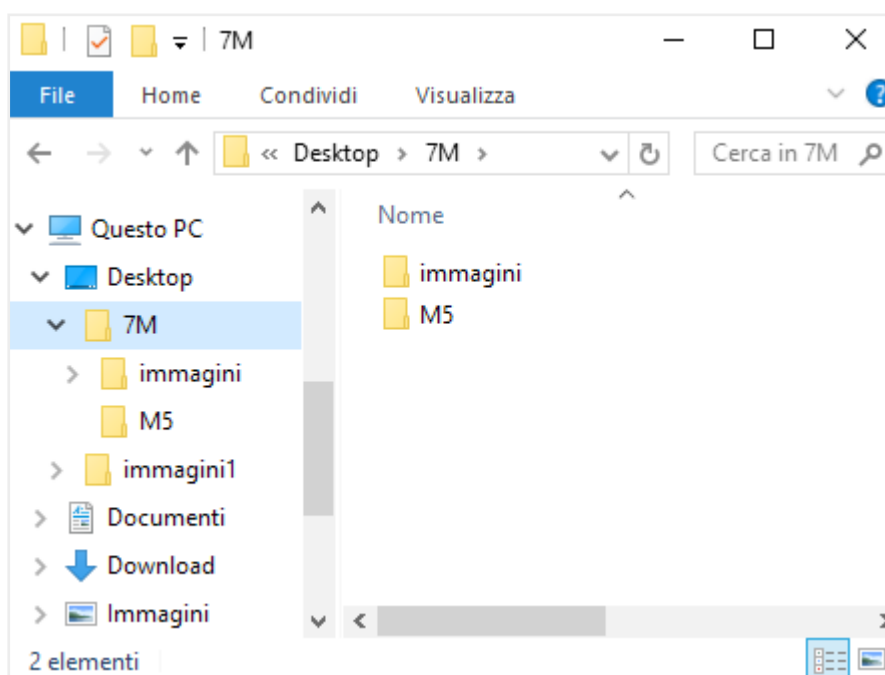 7M
File Home Condividi Visualizza ?
« Desktop > 7M > Cerca in 7M
Nome
Questo PC
Desktop
7M
immagini
M5
immagini1
Documenti
Download
Immagini
immagini
M5
2 elementi